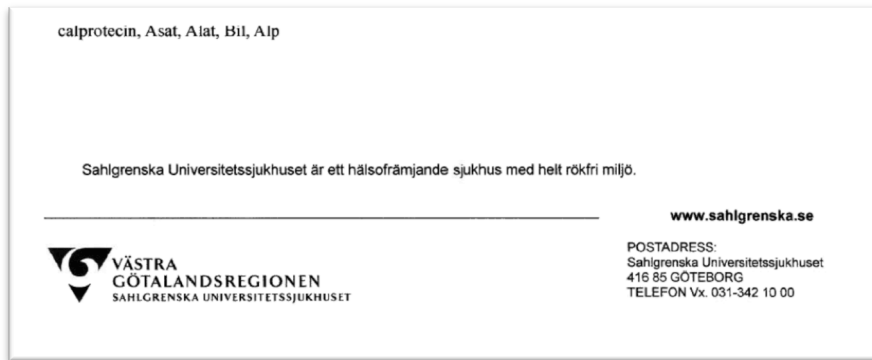 calprotecin, Asat, Alat, Bil, Alp
Sahlgrenska Universitetssjukhuset är ett hälsofrämjande sjukhus med helt rökfri miljö.
www.sahlgrenska.se
VÄSTRA
GÖTALANDSREGIONEN
SAHLGRENSKA UNIVERSITETSSJUKHUSET
POSTADRESS:
Sahlgrenska Universitetssjukhuset
416 85 GÖTEBORG
TELEFON Vx. 031-342 10 00